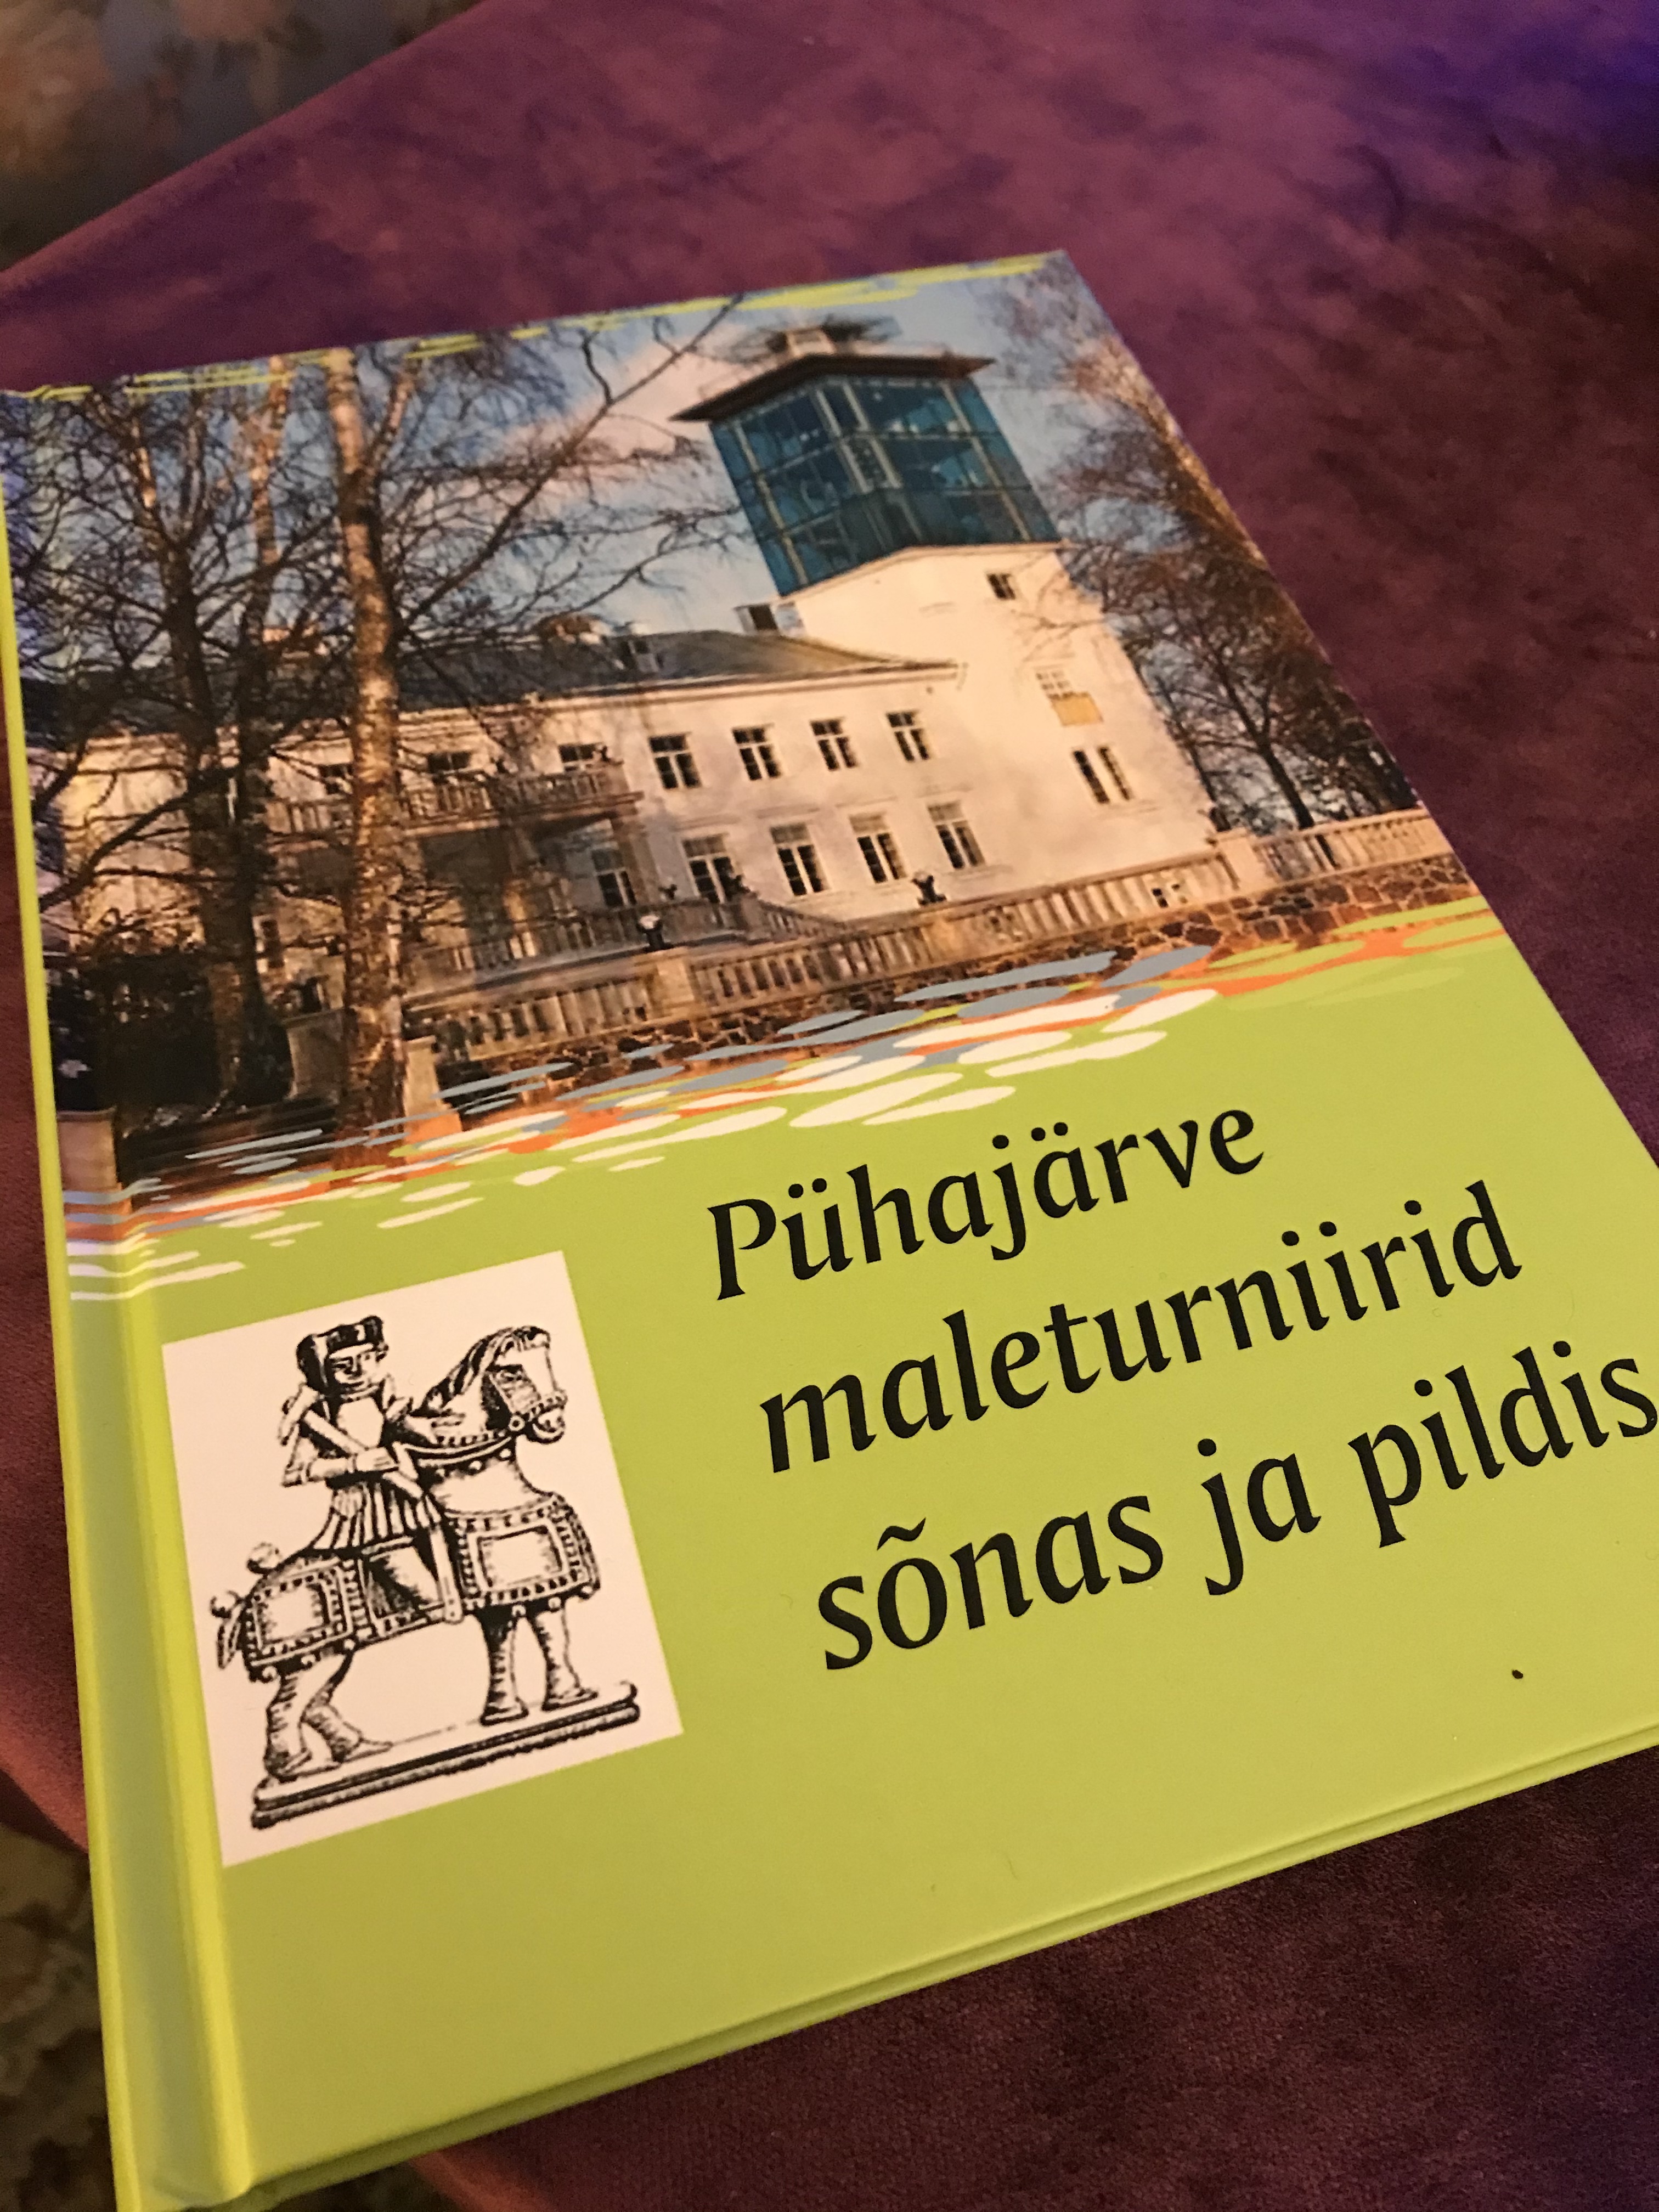 Pühajärve
maleturniirid
sõnas ja pildis